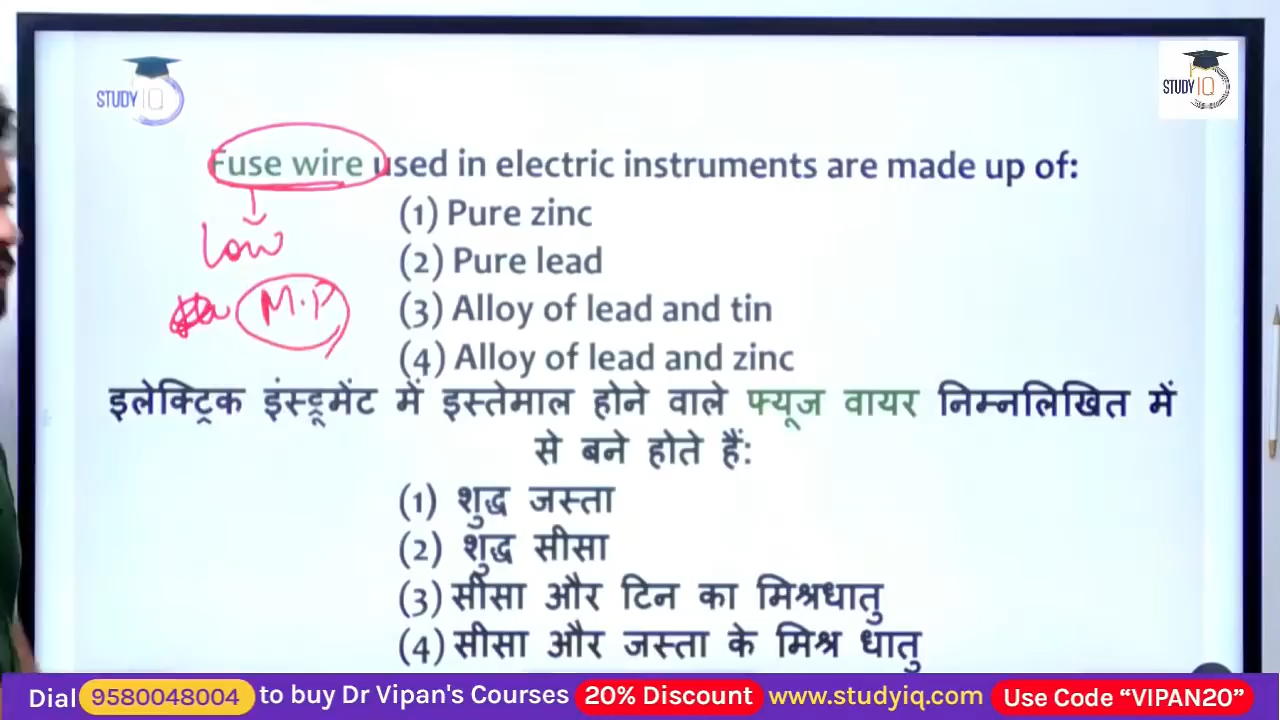 STUDY IQ
STUDY IQ
Fuse wire used in electric instruments are made up of:
(1) Pure zinc
Low
(2) Pure lead
M.P
(3) Alloy of lead and tin
(4) Alloy of lead and zinc
इलेक्ट्रिक इंस्ट्रूमेंट में इस्तेमाल होने वाले फ्यूज वायर निम्नलिखित में
से बने होते हैं:
(1) शुद्ध जस्ता
(2) शुद्ध सीसा
(3) सीसा और टिन का मिश्रधातु
(4) सीसा और जस्ता के मिश्र धातु
Dial 9580048004 to buy Dr Vipan's Courses 20% Discount www.studyiq.com Use Code “VIPAN20”